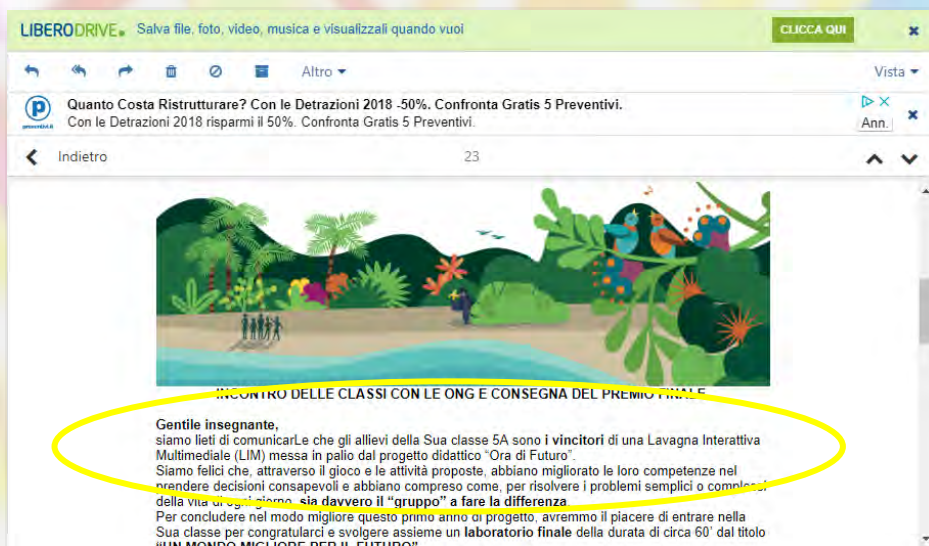 LIBERODRIVE. Salva file, foto, video, musica e visualizzali quando vuoi CLICCA QUI
Altro Vista
Quanto Costa Ristrutturare? Con le Detrazioni 2018 -50%. Confronta Gratis 5 Preventivi.
Con le Detrazioni 2018 risparmi il 50%. Confronta Gratis 5 Preventivi.
Ann.
Indietro 23
INCONTRO DELLE CLASSI CON LE ONG E CONSEGNA DEL PREMIO FINALE
Gentile insegnante,
siamo lieti di comunicarLe che gli allievi della Sua classe 5A sono i vincitori di una Lavagna Interattiva
Multimediale (LIM) messa in palio dal progetto didattico "Ora di Futuro".
Siamo felici che, attraverso il gioco e le attività proposte, abbiano migliorato le loro competenze nel
prendere decisioni consapevoli e abbiano compreso come, per risolvere i problemi semplici o complessi
della vita di ogni giorno, sia davvero il "gruppo" a fare la differenza.
Per concludere nel modo migliore questo primo anno di progetto, avremmo il piacere di entrare nella
Sua classe per congratularci e svolgere assieme un laboratorio finale della durata di circa 60' dal titolo
"UN MONDO MIGLIORE PER IL FUTURO"